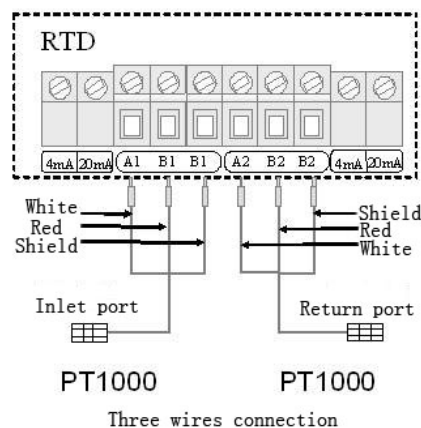 RTD
4mA 20mA A1 B1 B1 A2 B2 B2 4mA 20mA
White Shield
Red Red
Shield White
Inlet port Return port
PT1000 PT1000
Three wires connection